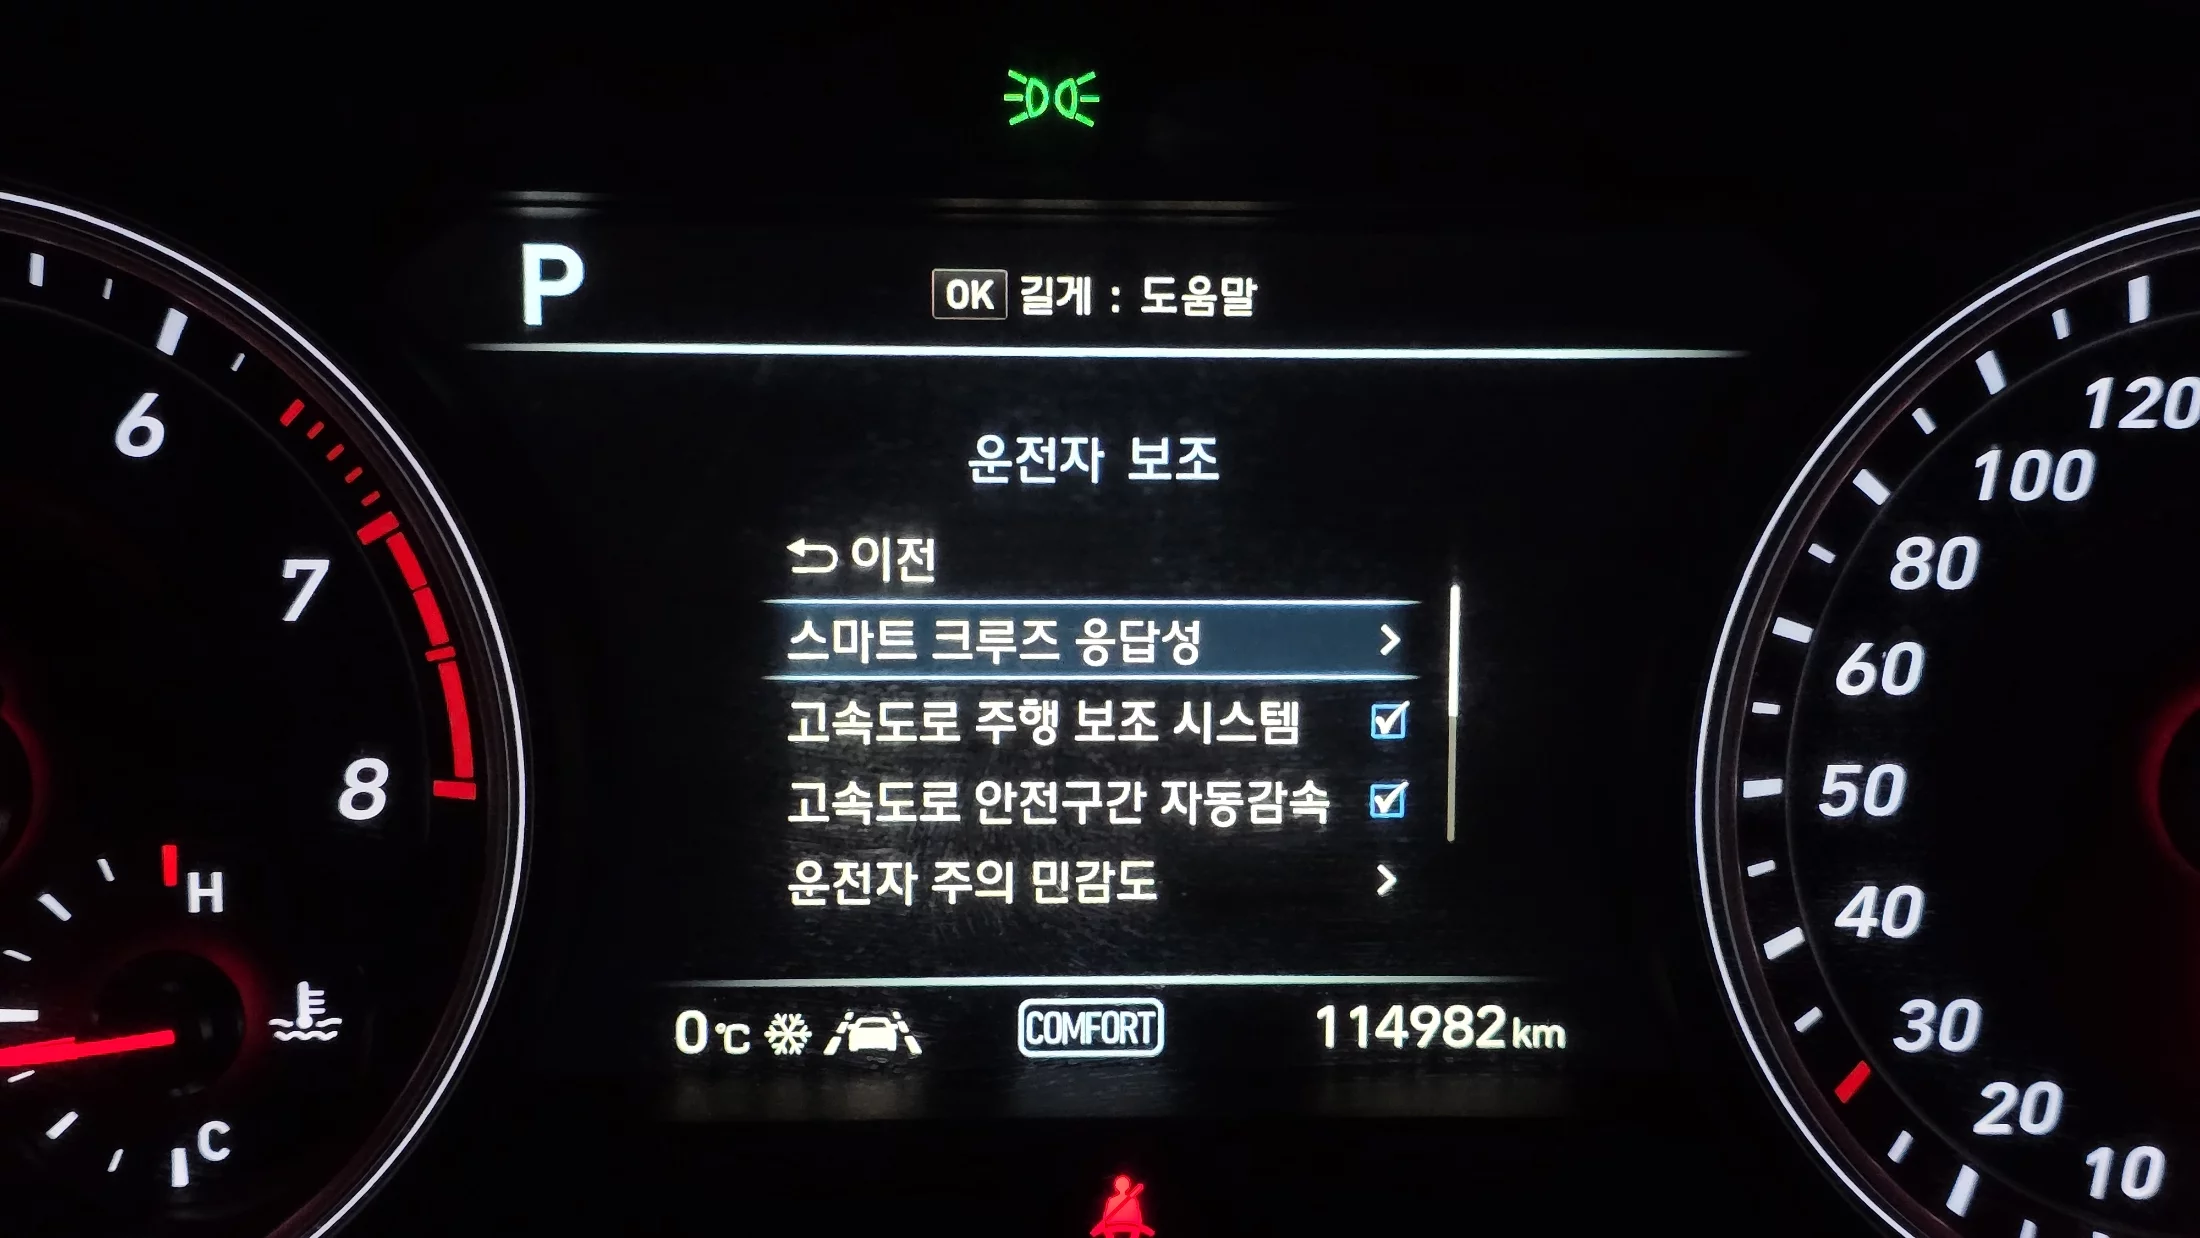 P
OK 길게 : 도움말
운전자 보조
이전
스마트 크루즈 응답성
고속도로 주행 보조 시스템
고속도로 안전구간 자동감속
운전자 주의 민감도
0℃
COMFORT
114982km
6
7
8
H
C
120
100
80
60
50
40
30
20
10